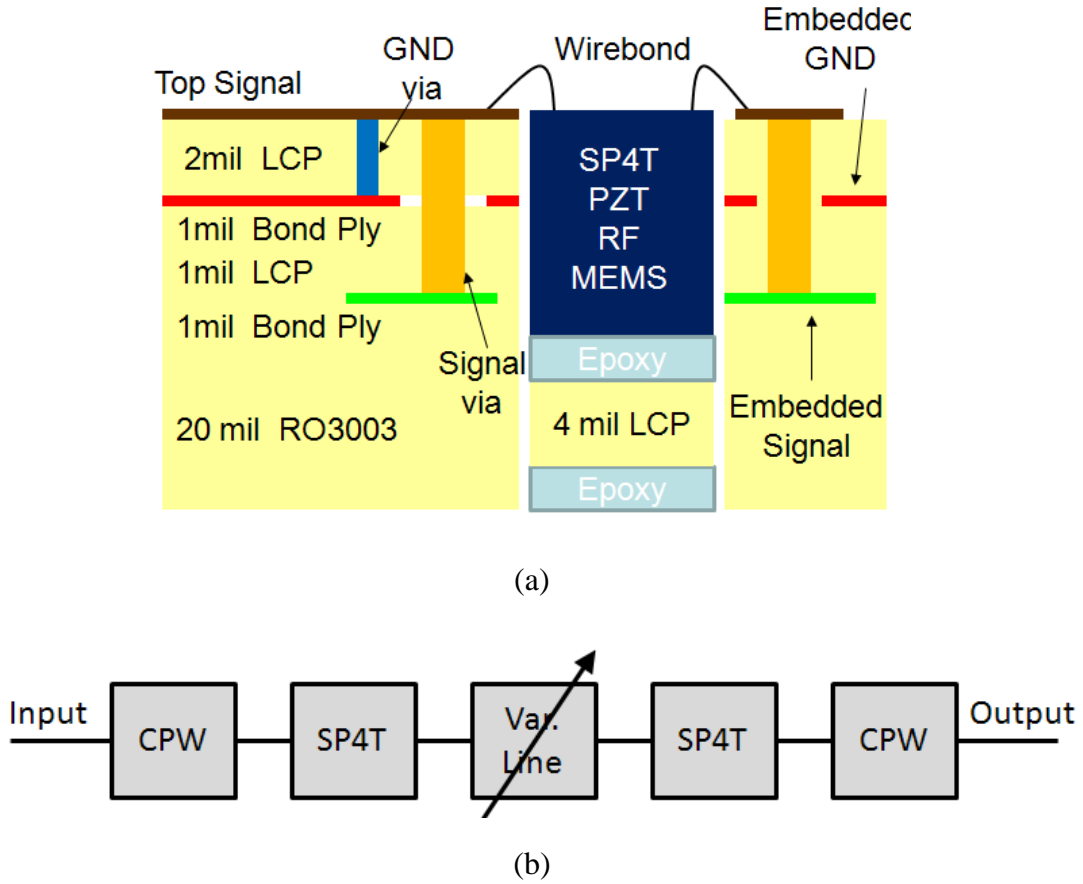 GND
via
Wirebond
Embedded
GND
Top Signal
2mil LCP
SP4T
PZT
RF
MEMS
1mil Bond Ply
1mil LCP
1mil Bond Ply
Signal
via
Epoxy
Embedded
Signal
20 mil RO3003
4 mil LCP
Epoxy
(a)
Input
CPW
SP4T
Var.
Line
SP4T
CPW
Output
(b)